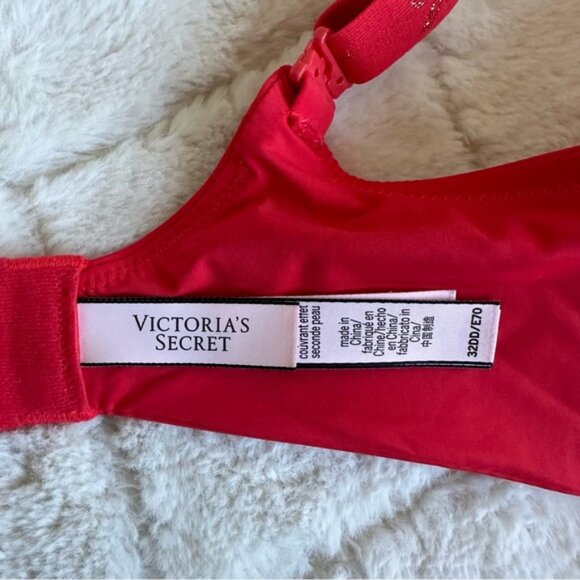 VICTORIA'S
SECRET
couvrant effet
seconde peau
made in
China/
fabriqué en
Chine/hecho
en China/
fabbricato in
Cina/
中国制造
32DD/E70